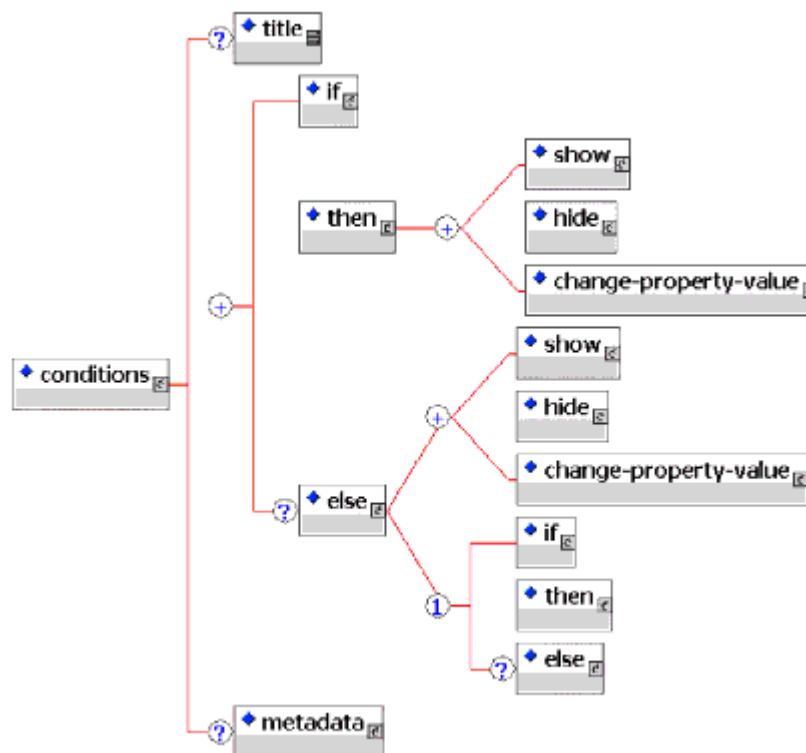 ? title
if
show
then + hide
change-property-value
+
show
conditions
+ hide
change-property-value
? else
if
1 then
? else
? metadata